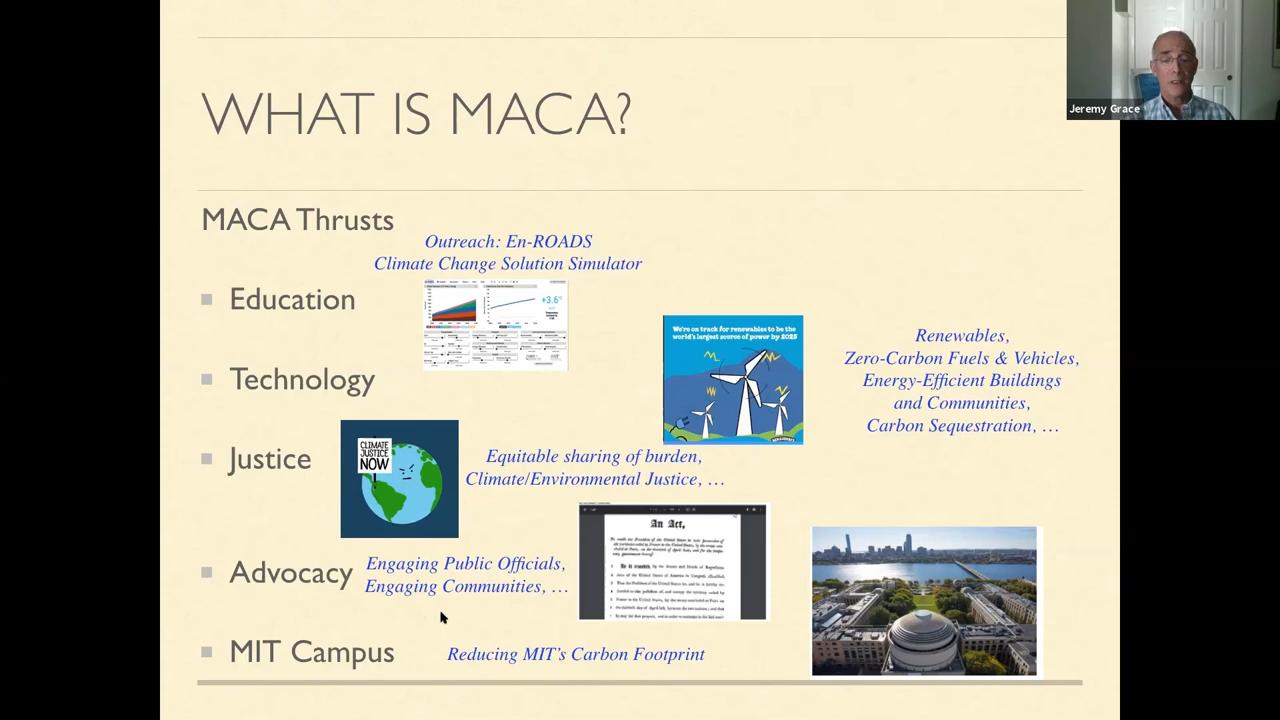 WHAT IS MACA?
Jeremy Grace
MACA Thrusts
Outreach: En-ROADS
Climate Change Solution Simulator
Education
+3.6°
We're on track for renewables to be the
world's largest source of power by 2025
Renewables,
Zero-Carbon Fuels & Vehicles,
Energy-Efficient Buildings
and Communities,
Carbon Sequestration, …
Technology
CLIMATE
JUSTICE
NOW
Justice
Equitable sharing of burden,
Climate/Environmental Justice, …
An Act,
Advocacy
Engaging Public Officials,
Engaging Communities, …
MIT Campus
Reducing MIT's Carbon Footprint